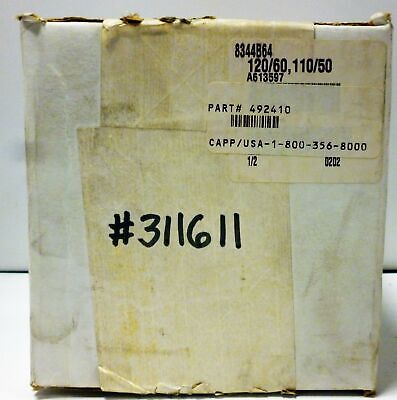 8344B64
120/60,110/50
A613597
PART# 492410
CAPP/USA-1-800-356-8000
1/2 0202
#311611